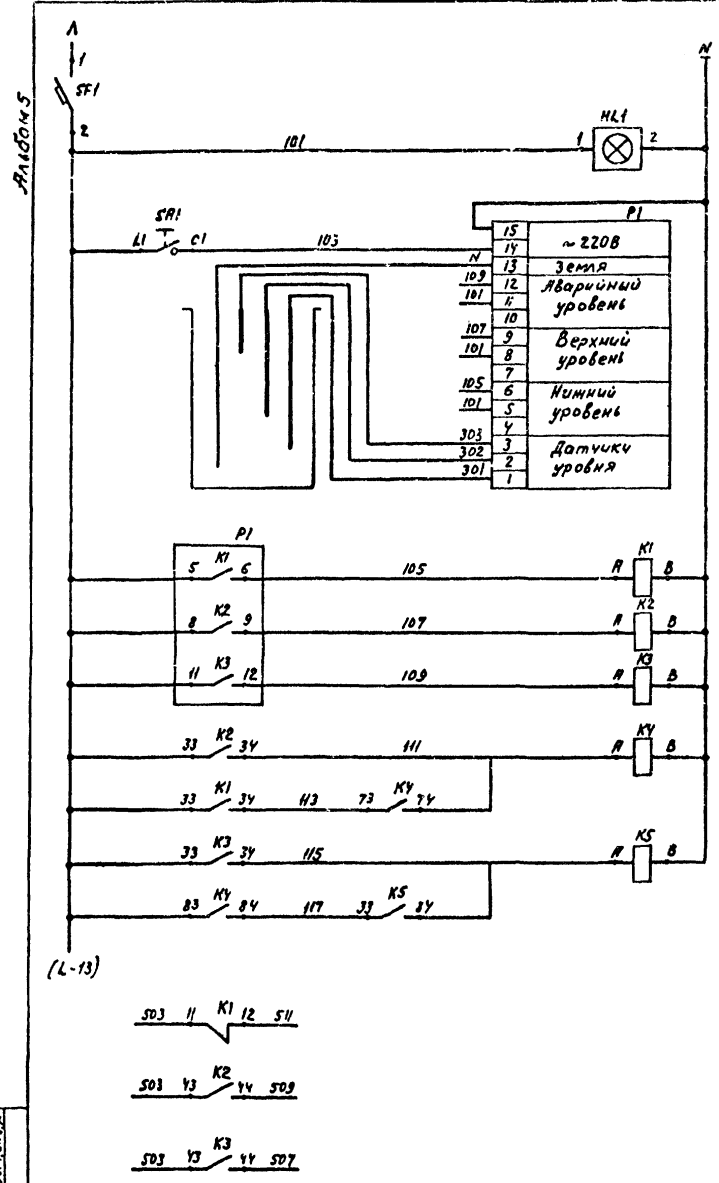 Альбом 5
Л
N
1
SF1
2
101
1
HL1
2
SA1
L1
C1
103
P1
15
14
~220В
N
13
Земля
109
12
Аварийный
101
11
уровень
10
107
9
Верхний
101
8
уровень
7
105
6
Нижний
101
5
уровень
4
303
3
Датчики
302
2
уровня
301
1
P1
5 K1 6 105 A K1 B
8 K2 9 107 A K2 B
11 K3 12 109 A K3 B
33 K2 34 111 A K4 B
33 K1 34 113 73 K4 74
33 K3 34 115 A K5 B
83 K4 84 117 33 K5 84
(L-13)
503 11 K1 12 511
503 43 K2 44 509
503 43 K3 44 507